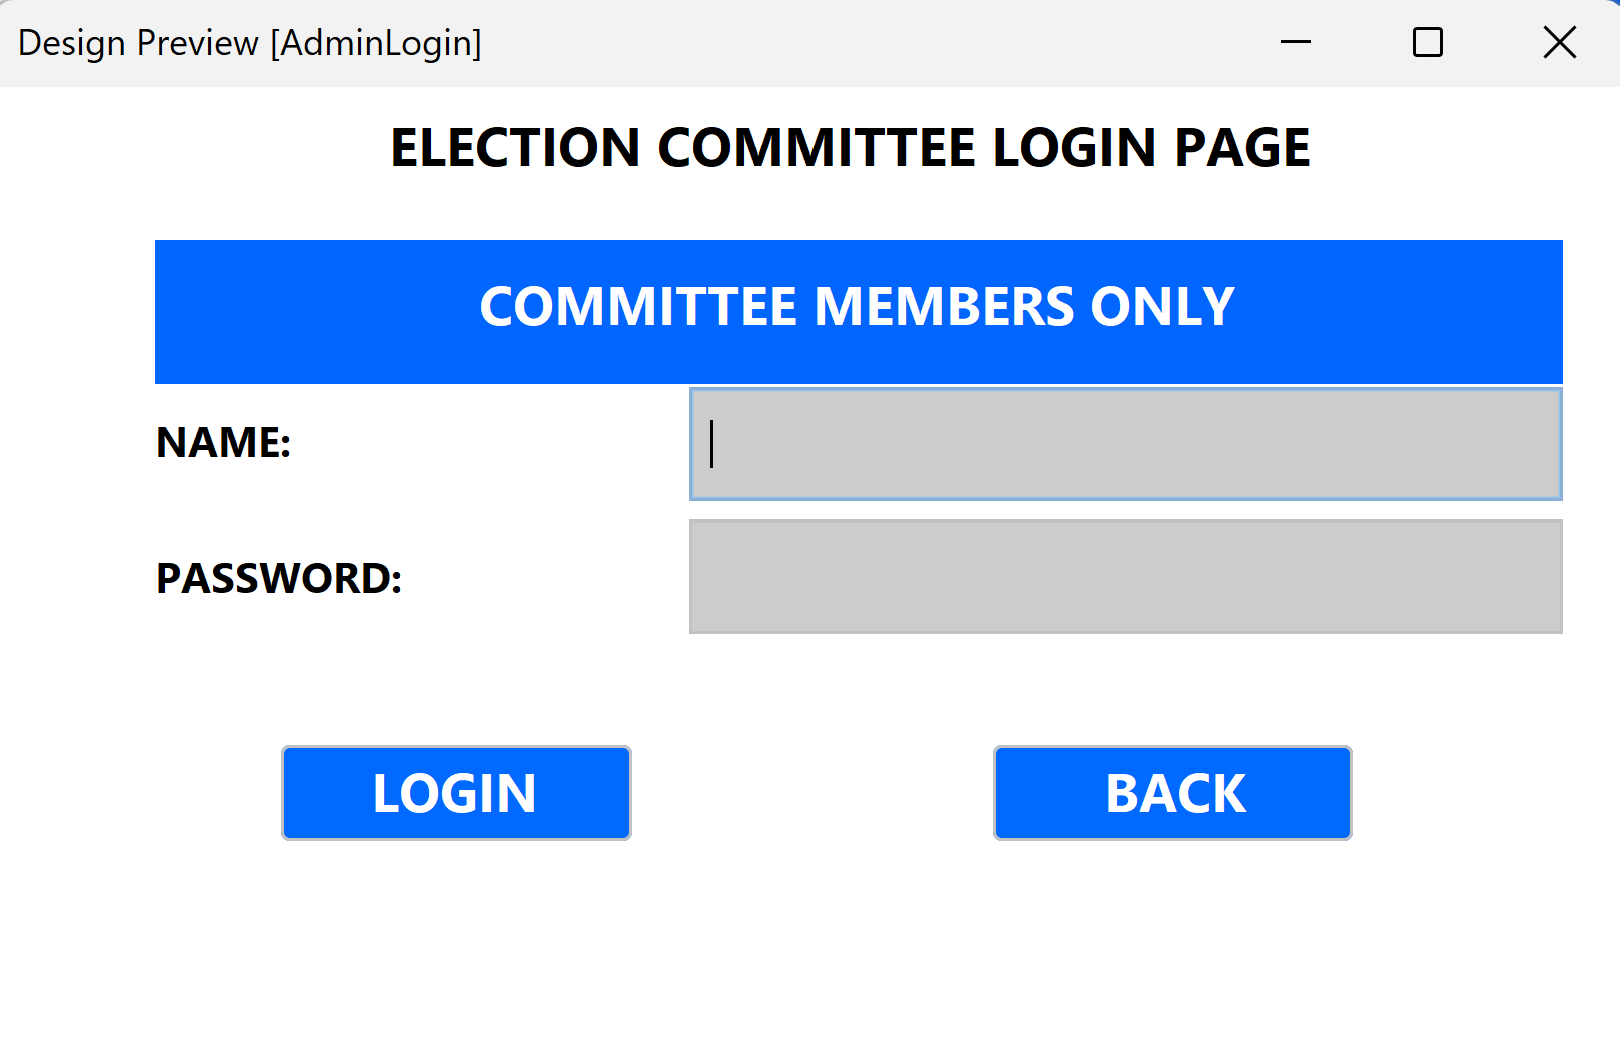 Design Preview [AdminLogin]
ELECTION COMMITTEE LOGIN PAGE
COMMITTEE MEMBERS ONLY
NAME:
PASSWORD:
LOGIN
BACK